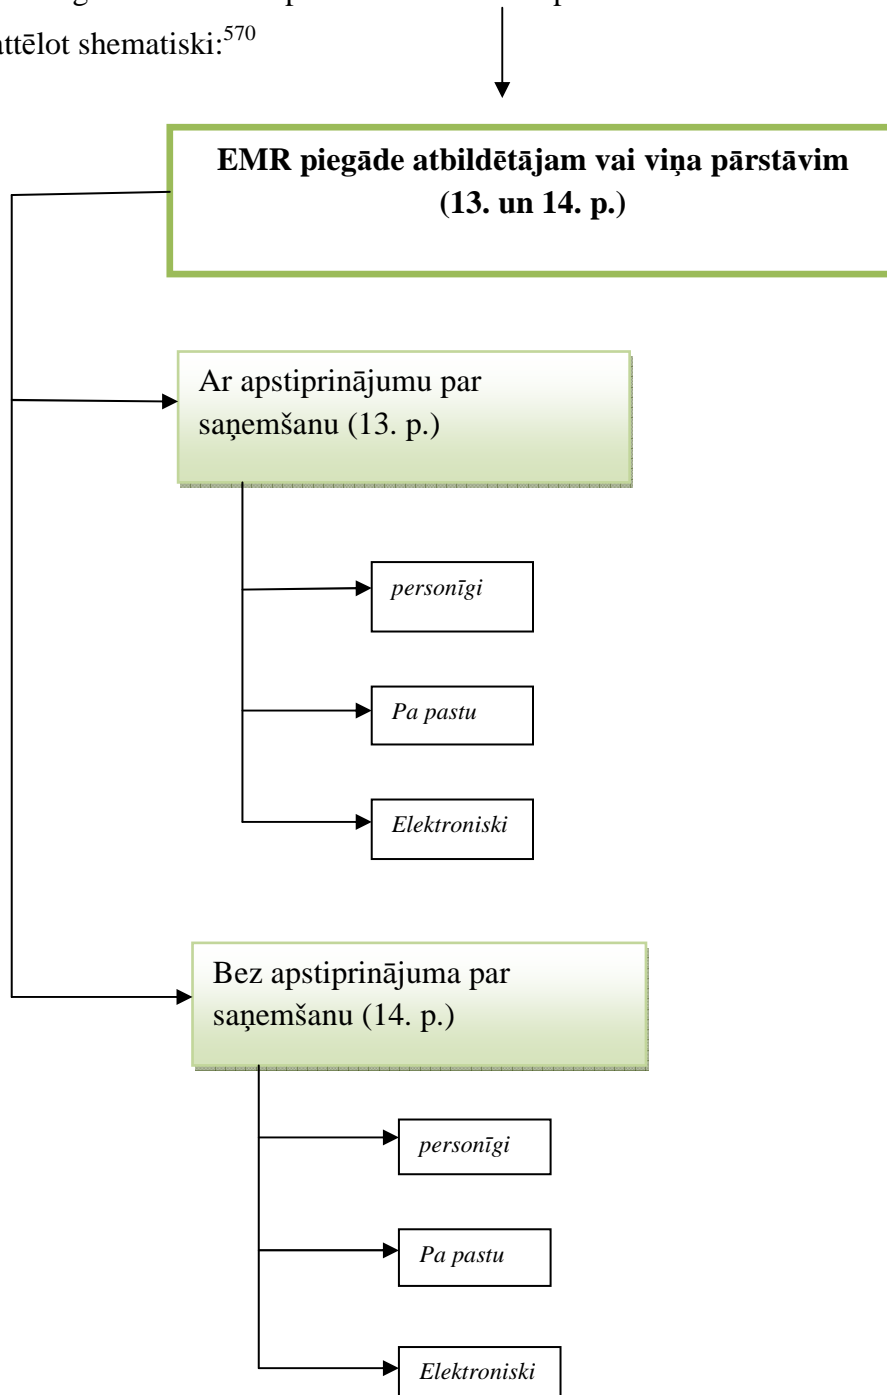 attēlot shematiski:570
EMR piegāde atbildētājam vai viņa pārstāvim
(13. un 14. p.)
Ar apstiprinājumu par
saņemšanu (13. p.)
personīgi
Pa pastu
Elektroniski
Bez apstiprinājuma par
saņemšanu (14. p.)
personīgi
Pa pastu
Elektroniski